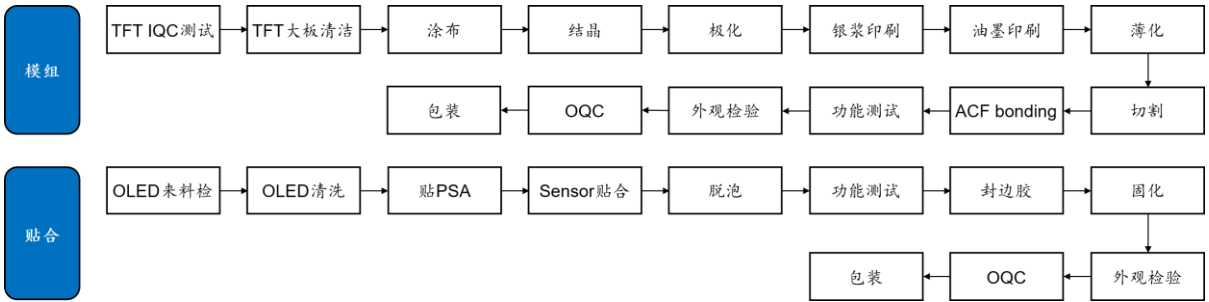 模组
TFT IQC测试
TFT大板清洁
涂布
结晶
极化
银浆印刷
油墨印刷
薄化
切割
ACF bonding
功能测试
外观检验
OQC
包装
贴合
OLED来料检
OLED清洗
贴PSA
Sensor贴合
脱泡
功能测试
封边胶
固化
外观检验
OQC
包装